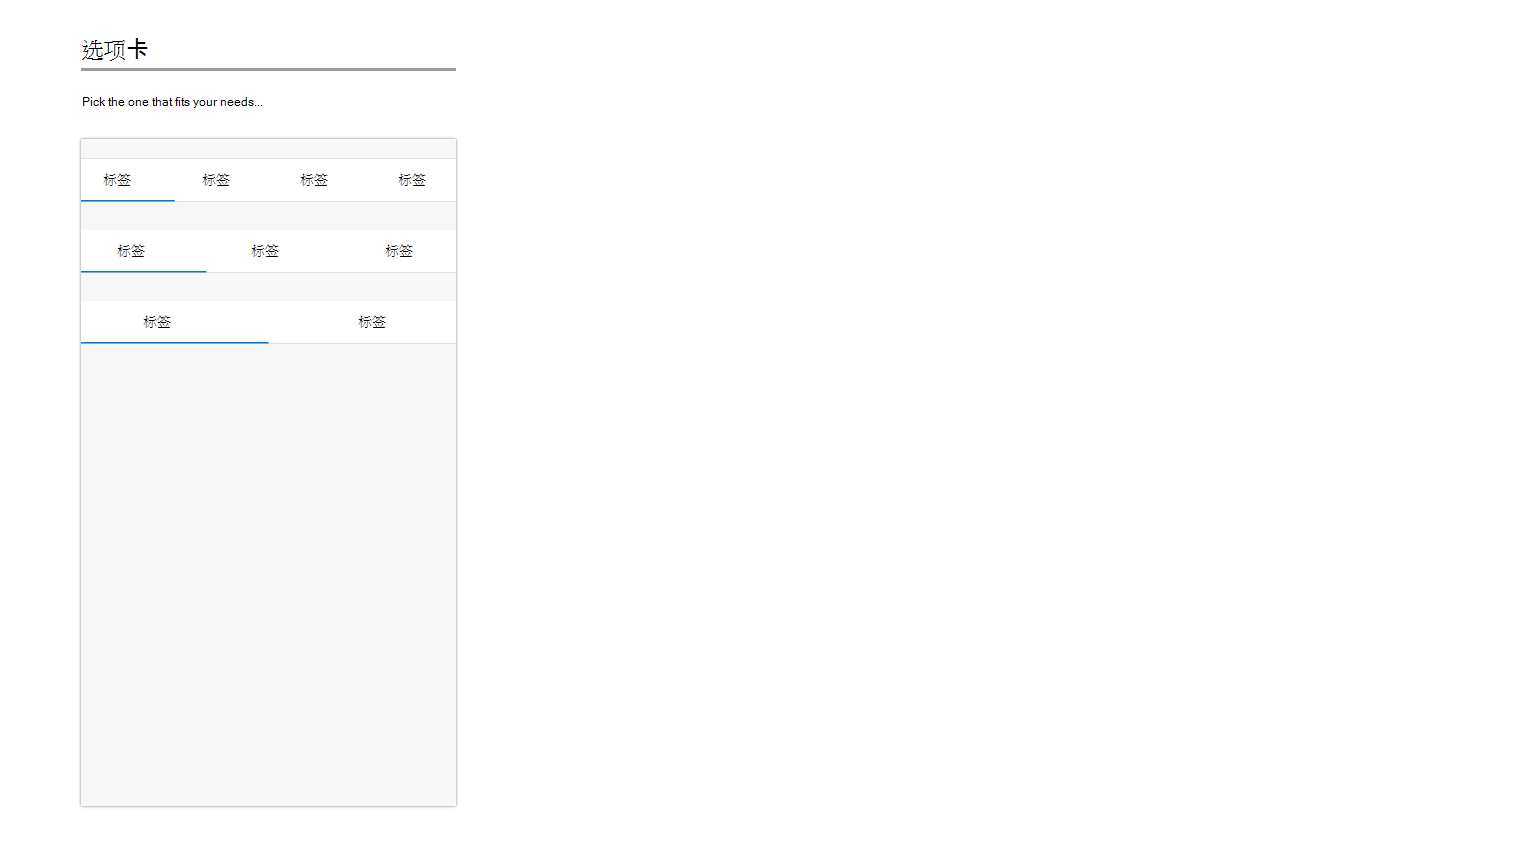 选项卡
Pick the one that fits your needs...
标签 标签 标签 标签
标签 标签 标签
标签 标签